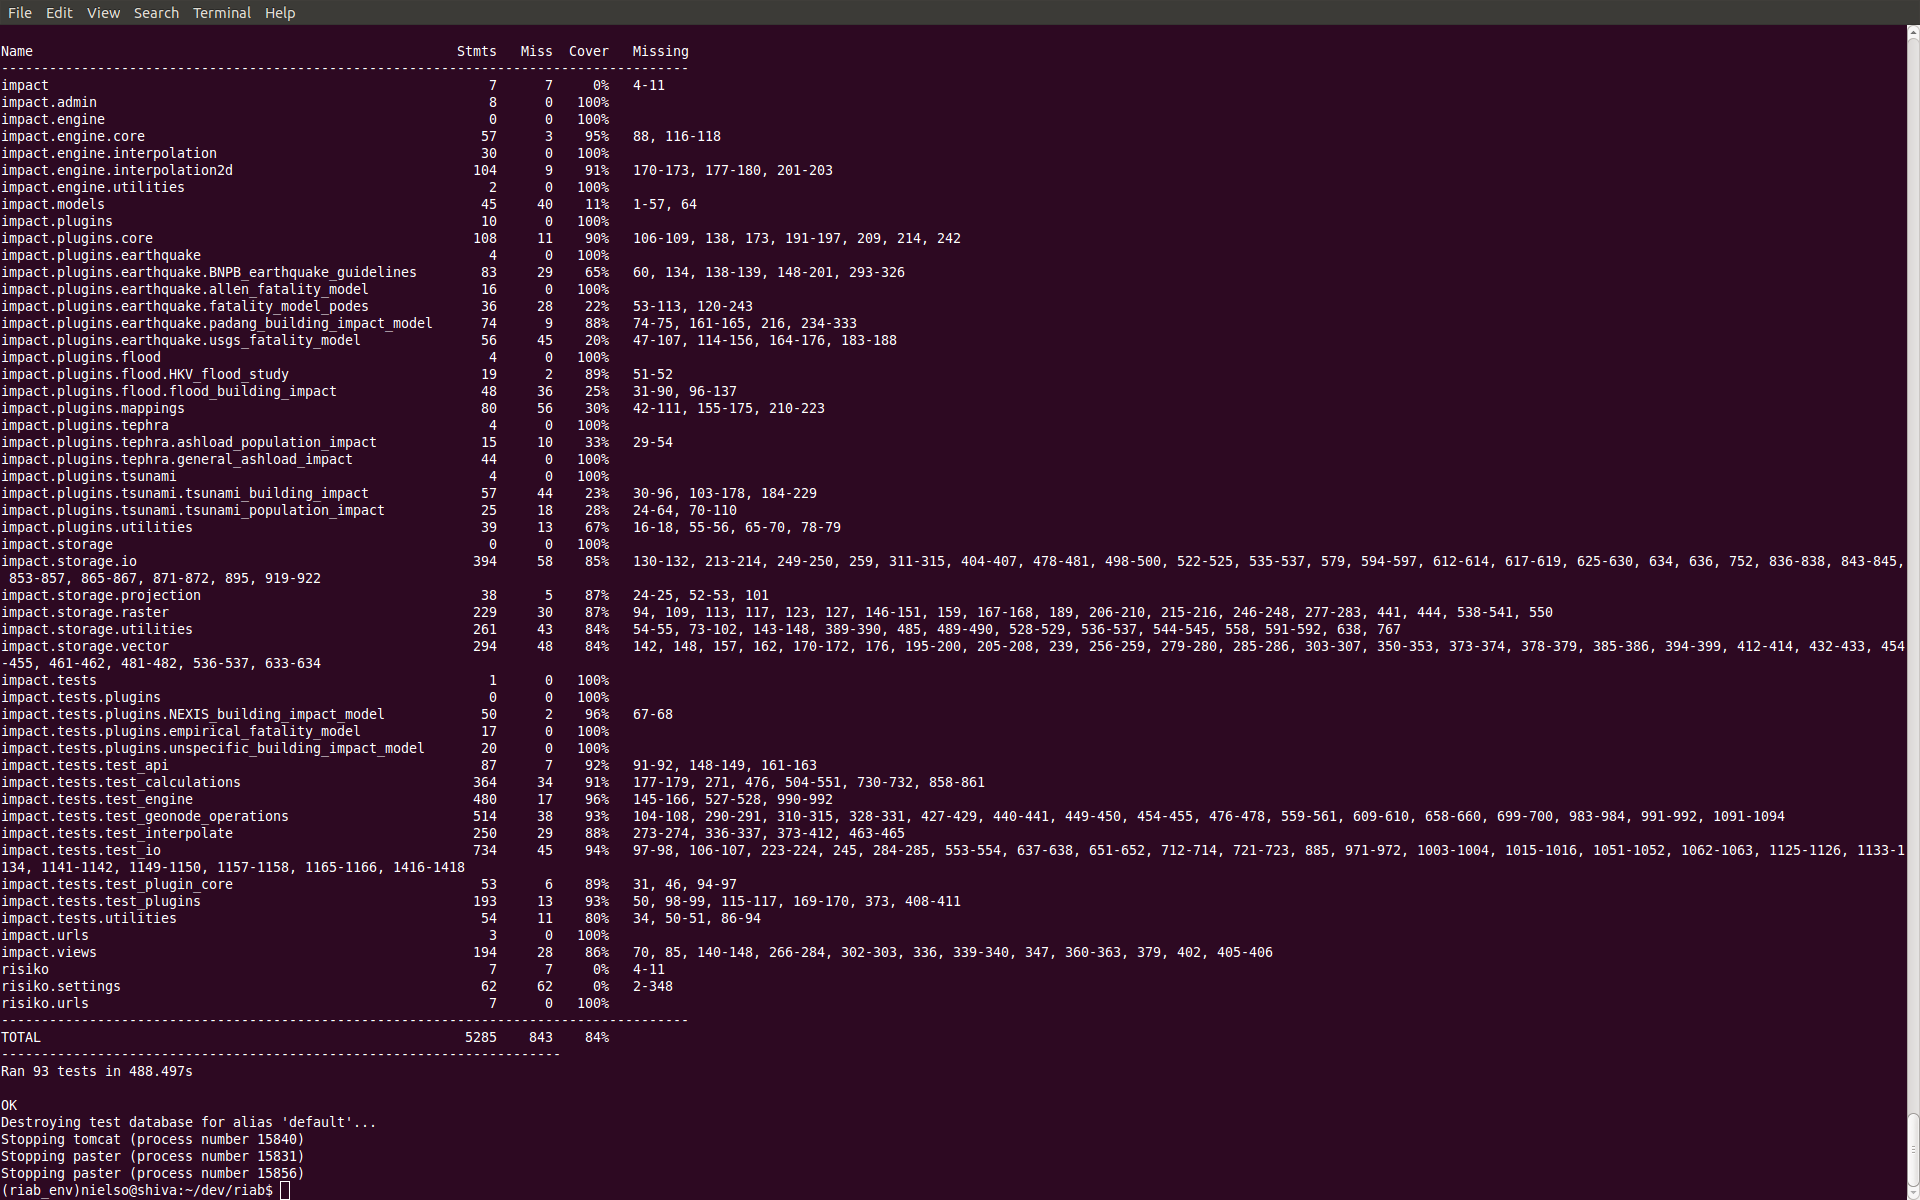 File Edit View Search Terminal Help
Name Stmts Miss Cover Missing
--------------------------------------------------------------------------------------
impact 7 7 0% 4-11
impact.admin 8 0 100%
impact.engine 0 0 100%
impact.engine.core 57 3 95% 88, 116-118
impact.engine.interpolation 30 0 100%
impact.engine.interpolation2d 104 9 91% 170-173, 177-180, 201-203
impact.engine.utilities 2 0 100%
impact.models 45 40 11% 1-57, 64
impact.plugins 10 0 100%
impact.plugins.core 108 11 90% 106-109, 138, 173, 191-197, 209, 214, 242
impact.plugins.earthquake 4 0 100%
impact.plugins.earthquake.BNPB_earthquake_guidelines 83 29 65% 60, 134, 138-139, 148-201, 293-326
impact.plugins.earthquake.allen_fatality_model 16 0 100%
impact.plugins.earthquake.fatality_model_podes 36 28 22% 53-113, 120-243
impact.plugins.earthquake.padang_building_impact_model 74 9 88% 74-75, 161-165, 216, 234-333
impact.plugins.earthquake.usgs_fatality_model 56 45 20% 47-107, 114-156, 164-176, 183-188
impact.plugins.flood 4 0 100%
impact.plugins.flood.HKV_flood_study 19 2 89% 51-52
impact.plugins.flood.flood_building_impact 48 36 25% 31-90, 96-137
impact.plugins.mappings 80 56 30% 42-111, 155-175, 210-223
impact.plugins.tephra 4 0 100%
impact.plugins.tephra.ashload_population_impact 15 10 33% 29-54
impact.plugins.tephra.general_ashload_impact 44 0 100%
impact.plugins.tsunami 4 0 100%
impact.plugins.tsunami.tsunami_building_impact 57 44 23% 30-96, 103-178, 184-229
impact.plugins.tsunami.tsunami_population_impact 25 18 28% 24-64, 70-110
impact.plugins.utilities 39 13 67% 16-18, 55-56, 65-70, 78-79
impact.storage 0 0 100%
impact.storage.io 394 58 85% 130-132, 213-214, 249-250, 259, 311-315, 404-407, 478-481, 498-500, 522-525, 535-537, 579, 594-597, 612-614, 617-619, 625-630, 634, 636, 752, 836-838, 843-845,
853-857, 865-867, 871-872, 895, 919-922
impact.storage.projection 38 5 87% 24-25, 52-53, 101
impact.storage.raster 229 30 87% 94, 109, 113, 117, 123, 127, 146-151, 159, 167-168, 189, 206-210, 215-216, 246-248, 277-283, 441, 444, 538-541, 550
impact.storage.utilities 261 43 84% 54-55, 73-102, 143-148, 389-390, 485, 489-490, 528-529, 536-537, 544-545, 558, 591-592, 638, 767
impact.storage.vector 294 48 84% 142, 148, 157, 162, 170-172, 176, 195-200, 205-208, 239, 256-259, 279-280, 285-286, 303-307, 350-353, 373-374, 378-379, 385-386, 394-399, 412-414, 432-433, 454
-455, 461-462, 481-482, 536-537, 633-634
impact.tests 1 0 100%
impact.tests.plugins 0 0 100%
impact.tests.plugins.NEXIS_building_impact_model 50 2 96% 67-68
impact.tests.plugins.empirical_fatality_model 17 0 100%
impact.tests.plugins.unspecific_building_impact_model 20 0 100%
impact.tests.test_api 87 7 92% 91-92, 148-149, 161-163
impact.tests.test_calculations 364 34 91% 177-179, 271, 476, 504-551, 730-732, 858-861
impact.tests.test_engine 480 17 96% 145-166, 527-528, 990-992
impact.tests.test_geonode_operations 514 38 93% 104-108, 290-291, 310-315, 328-331, 427-429, 440-441, 449-450, 454-455, 476-478, 559-561, 609-610, 658-660, 699-700, 983-984, 991-992, 1091-1094
impact.tests.test_interpolate 250 29 88% 273-274, 336-337, 373-412, 463-465
impact.tests.test_io 734 45 94% 97-98, 106-107, 223-224, 245, 284-285, 553-554, 637-638, 651-652, 712-714, 721-723, 885, 971-972, 1003-1004, 1015-1016, 1051-1052, 1062-1063, 1125-1126, 1133-1
134, 1141-1142, 1149-1150, 1157-1158, 1165-1166, 1416-1418
impact.tests.test_plugin_core 53 6 89% 31, 46, 94-97
impact.tests.test_plugins 193 13 93% 50, 98-99, 115-117, 169-170, 373, 408-411
impact.tests.utilities 54 11 80% 34, 50-51, 86-94
impact.urls 3 0 100%
impact.views 194 28 86% 70, 85, 140-148, 266-284, 302-303, 336, 339-340, 347, 360-363, 379, 402, 405-406
risiko 7 7 0% 4-11
risiko.settings 62 62 0% 2-348
risiko.urls 7 0 100%
--------------------------------------------------------------------------------------
TOTAL 5285 843 84%
----------------------------------------------------------------------
Ran 93 tests in 488.497s
OK
Destroying test database for alias 'default'...
Stopping tomcat (process number 15840)
Stopping paster (process number 15831)
Stopping paster (process number 15856)
(riab_env)nielso@shiva:~/dev/riab$